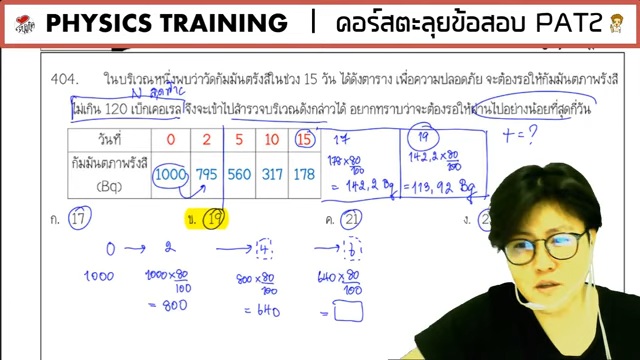 PHYSICS TRAINING | คอร์สตะลุยข้อสอบ PAT2
404. ในบริเวณหนึ่งพบว่าวัดกัมมันตรังสีในช่วง 15 วัน ได้ดังตาราง เพื่อความปลอดภัย จะต้องรอให้กัมมันตภาพรังสี
N สุดท้าย
ไม่เกิน 120 เบ็กเคอเรล จึงจะเข้าไปสำรวจบริเวณดังกล่าวได้ อยากทราบว่าจะต้องรอให้ผ่านไปอย่างน้อยที่สุดกี่วัน
t = ?
วันที่ 0 2 5 10 15 17 19
กัมมันตภาพรังสี (Bq) 1000 795 560 317 178
178 × 80/100 = 142.2 Bq
142.2 × 80/100 = 113.92 Bq
ก. 17 ข. 19 ค. 21 ง.
0 → 2 → 4 → 6
1000 1000 × 80/100 800 × 80/100 640 × 80/100
= 800 = 640 =